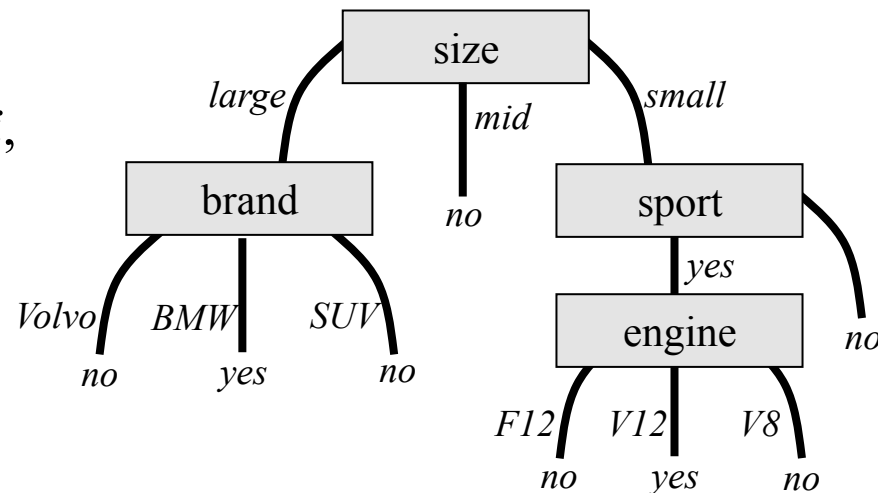 size
large
mid
small
brand
no
sport
yes
Volvo
BMW
SUV
engine
no
no
yes
no
F12
V12
V8
no
yes
no